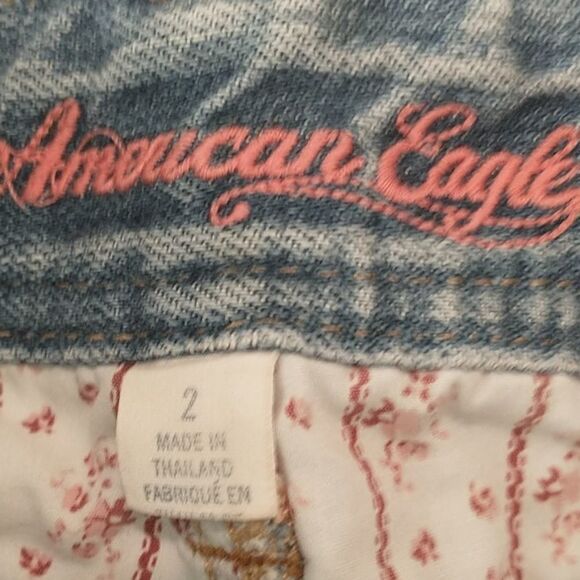 American Eagle
2
MADE IN
THAILAND
FABRIQUÉ EN